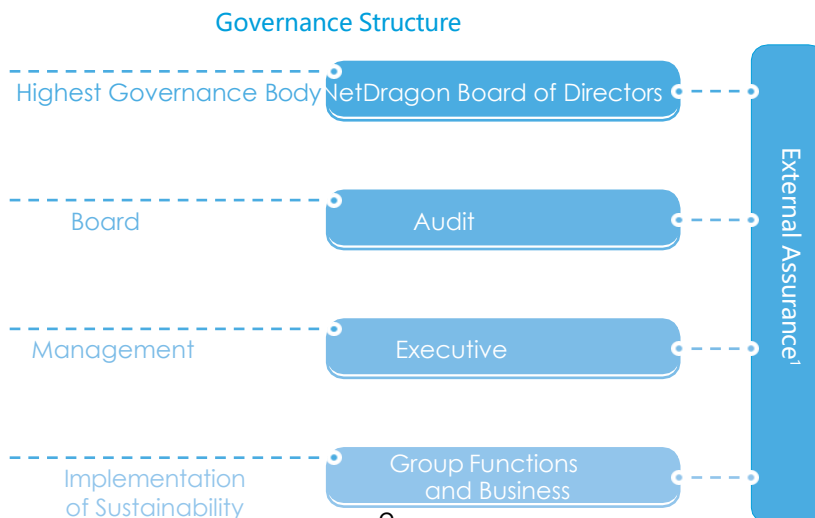 Governance Structure
Highest Governance Body
NetDragon Board of Directors
Board
Audit
Management
Executive
Implementation
of Sustainability
Group Functions
and Business
External Assurance¹